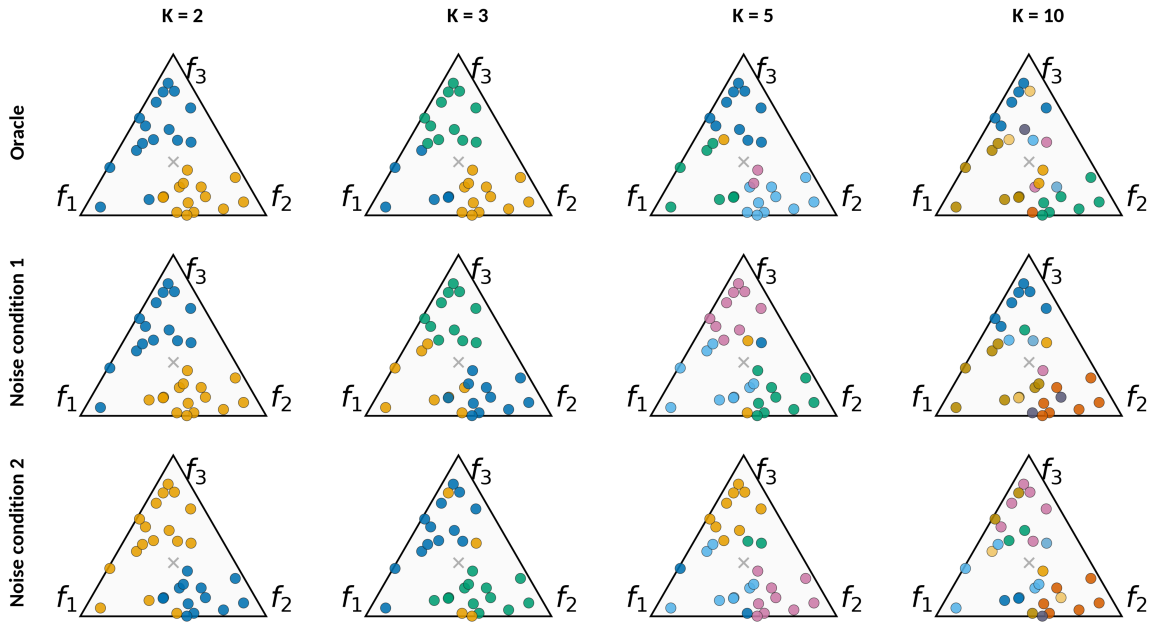 K = 2 K = 3 K = 5 K = 10
Oracle
f3 f3 f3 f3
f1 f2 f1 f2 f1 f2 f1 f2
Noise condition 1
f3 f3 f3 f3
f1 f2 f1 f2 f1 f2 f1 f2
Noise condition 2
f3 f3 f3 f3
f1 f2 f1 f2 f1 f2 f1 f2